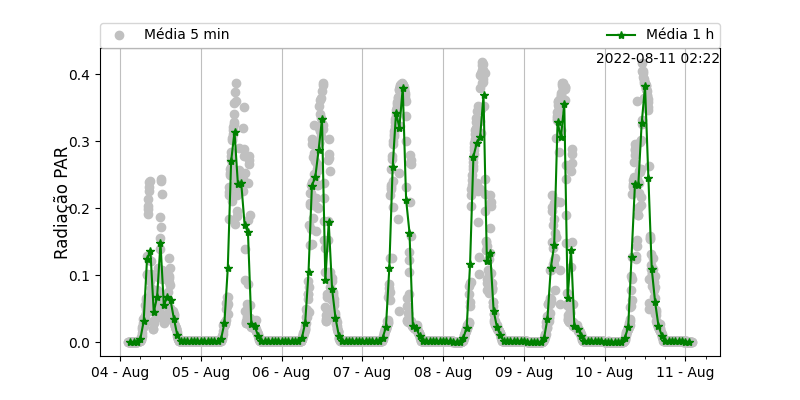 Média 5 min
Média 1 h
2022-08-11 02:22
Radiação PAR
0.4
0.3
0.2
0.1
0.0
04 - Aug
05 - Aug
06 - Aug
07 - Aug
08 - Aug
09 - Aug
10 - Aug
11 - Aug